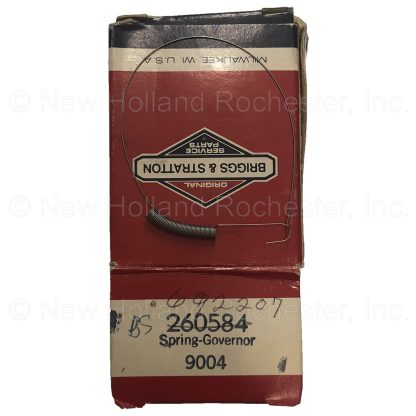 MILWAUKEE, WI U.S.A.
ORIGINAL
BRIGGS & STRATTON
SERVICE
PARTS
© New Holland Rochester, Inc.
© New Holland Rochester, Inc.
© New Holland Rochester, Inc.
692207
BS 260584
Spring-Governor
9004